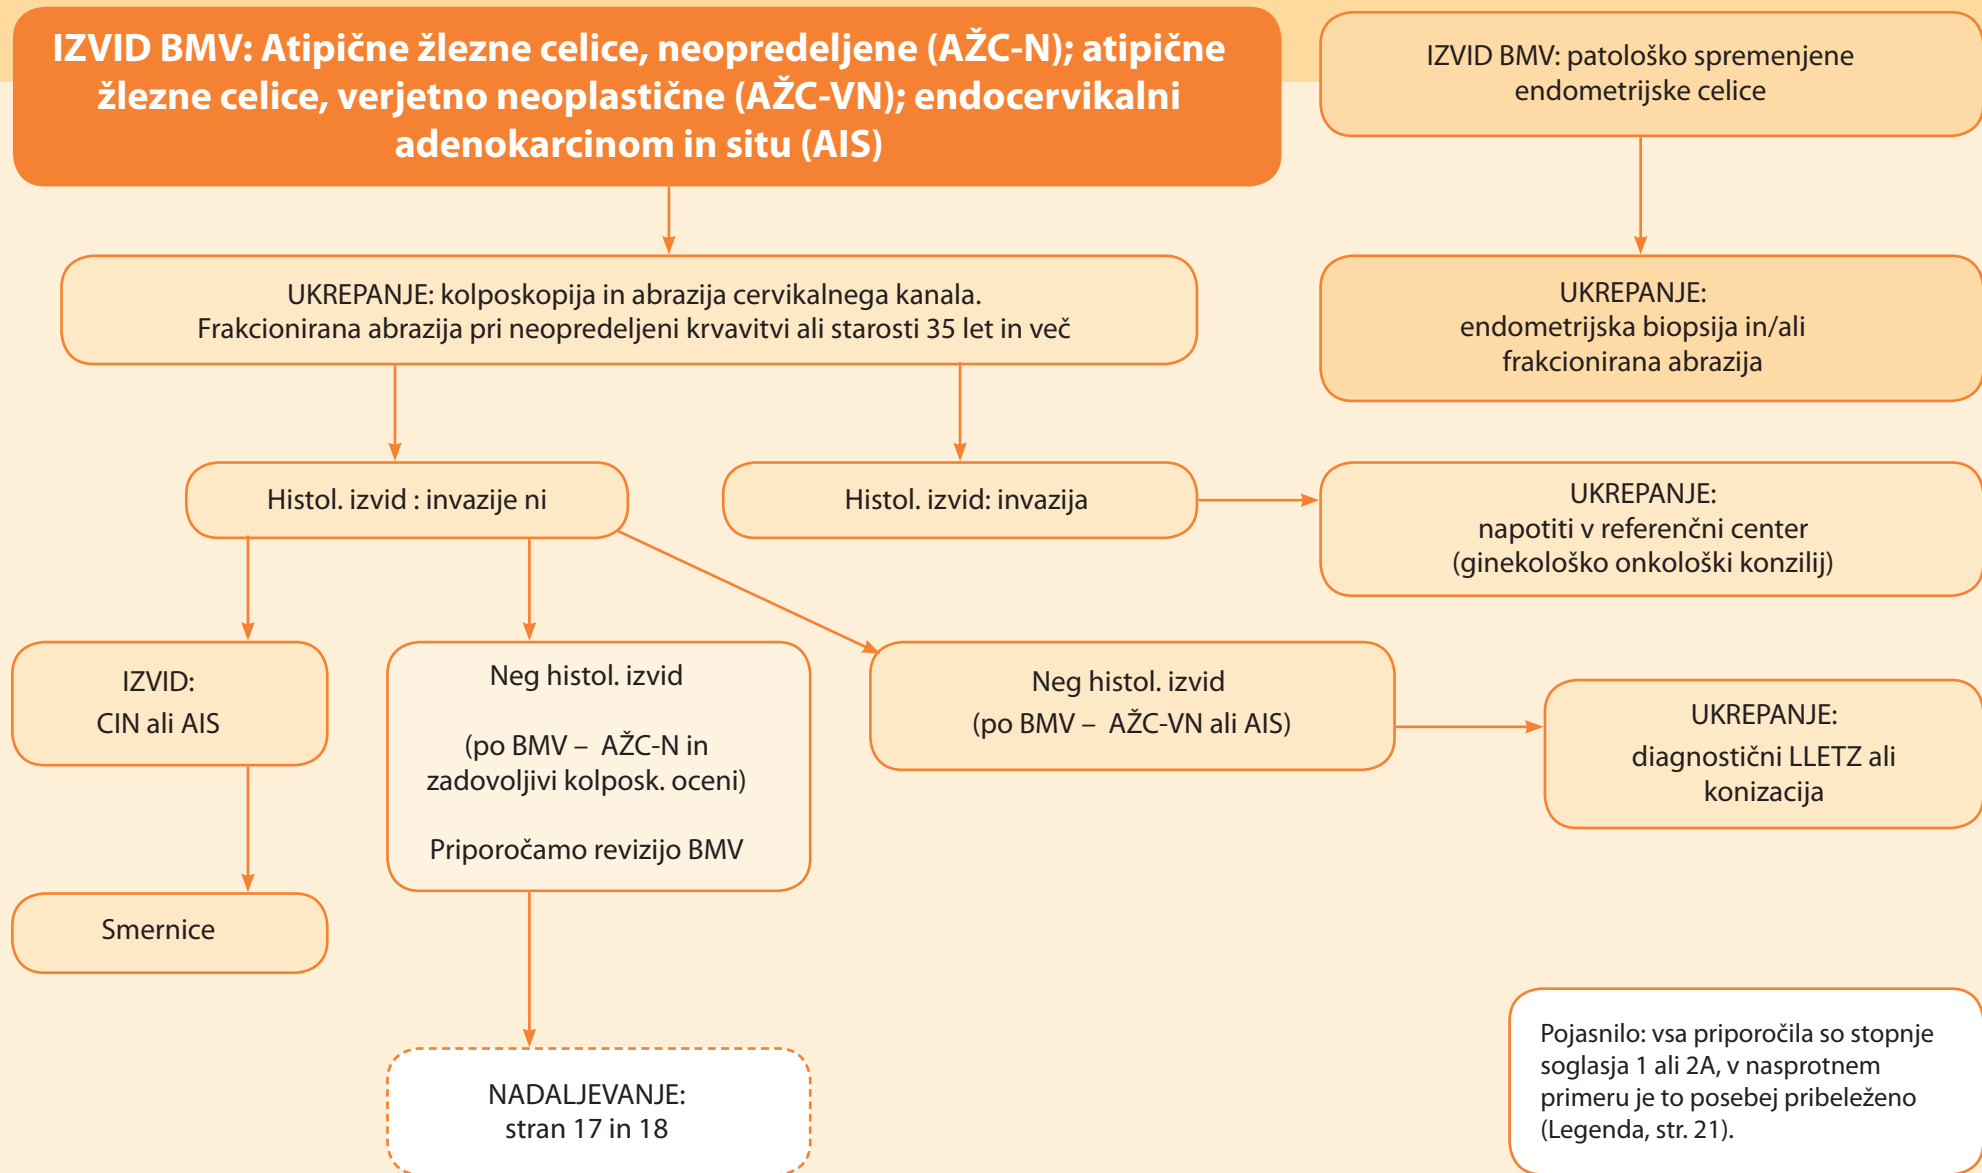 IZVID BMV: Atipične žlezne celice, neopredeljene (AŽC-N); atipične
žlezne celice, verjetno neoplastične (AŽC-VN); endocervikalni
adenokarcinom in situ (AIS)
IZVID BMV: patološko spremenjene
endometrijske celice
UKREPANJE: kolposkopija in abrazija cervikalnega kanala.
Frakcionirana abrazija pri neopredeljeni krvavitvi ali starosti 35 let in več
UKREPANJE:
endometrijska biopsija in/ali
frakcionirana abrazija
Histol. izvid : invazije ni
Histol. izvid: invazija
UKREPANJE:
napotiti v referenčni center
(ginekološko onkološki konzilij)
IZVID:
CIN ali AIS
Neg histol. izvid
(po BMV – AŽC-N in
zadovoljivi kolposk. oceni)
Priporočamo revizijo BMV
Neg histol. izvid
(po BMV – AŽC-VN ali AIS)
UKREPANJE:
diagnostični LLETZ ali
konizacija
Smernice
NADALJEVANJE:
stran 17 in 18
Pojasnilo: vsa priporočila so stopnje
soglasja 1 ali 2A, v nasprotnem
primeru je to posebej pribeleženo
(Legenda, str. 21).